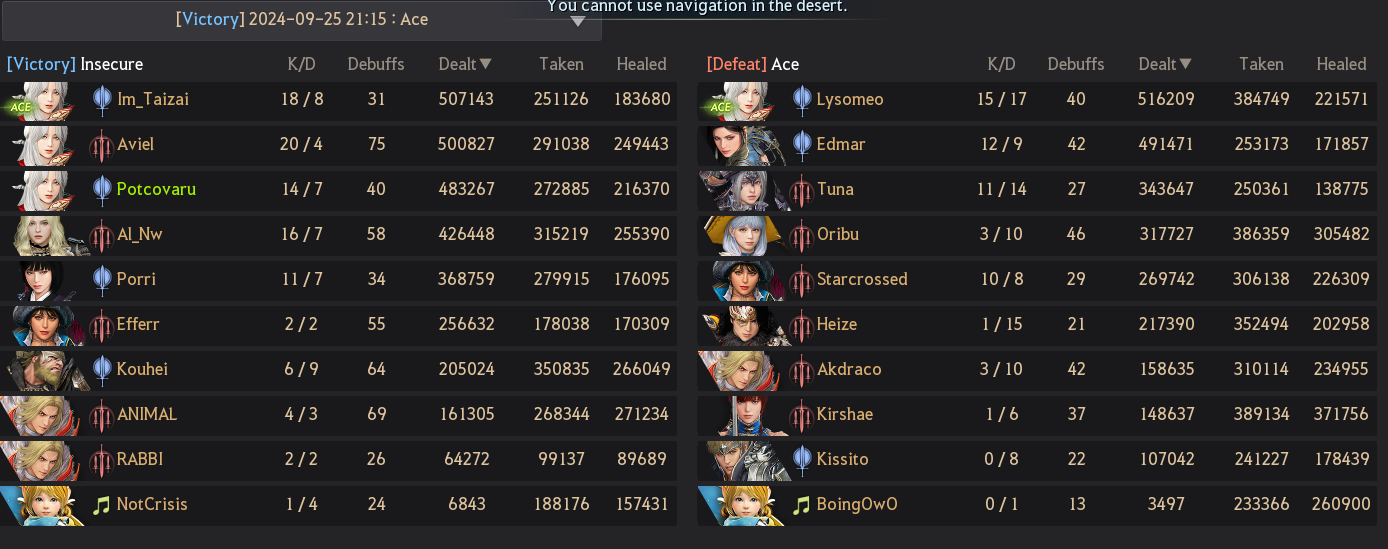 You cannot use navigation in the desert.
[Victory] 2024-09-25 21:15 : Ace
[Victory] Insecure K/D Debuffs Dealt▼ Taken Healed
ACE Im_Taizai 18 / 8 31 507143 251126 183680
Aviel 20 / 4 75 500827 291038 249443
Potcovaru 14 / 7 40 483267 272885 216370
Al_Nw 16 / 7 58 426448 315219 255390
Porri 11 / 7 34 368759 279915 176095
Efferr 2 / 2 55 256632 178038 170309
Kouhei 6 / 9 64 205024 350835 266049
ANIMAL 4 / 3 69 161305 268344 271234
RABBI 2 / 2 26 64272 99137 89689
NotCrisis 1 / 4 24 6843 188176 157431
[Defeat] Ace K/D Debuffs Dealt▼ Taken Healed
ACE Lysomeo 15 / 17 40 516209 384749 221571
Edmar 12 / 9 42 491471 253173 171857
Tuna 11 / 14 27 343647 250361 138775
Oribu 3 / 10 46 317727 386359 305482
Starcrossed 10 / 8 29 269742 306138 226309
Heize 1 / 15 21 217390 352494 202958
Akdraco 3 / 10 42 158635 310114 234955
Kirshae 1 / 6 37 148637 389134 371756
Kissito 0 / 8 22 107042 241227 178439
BoingOwO 0 / 1 13 3497 233366 260900